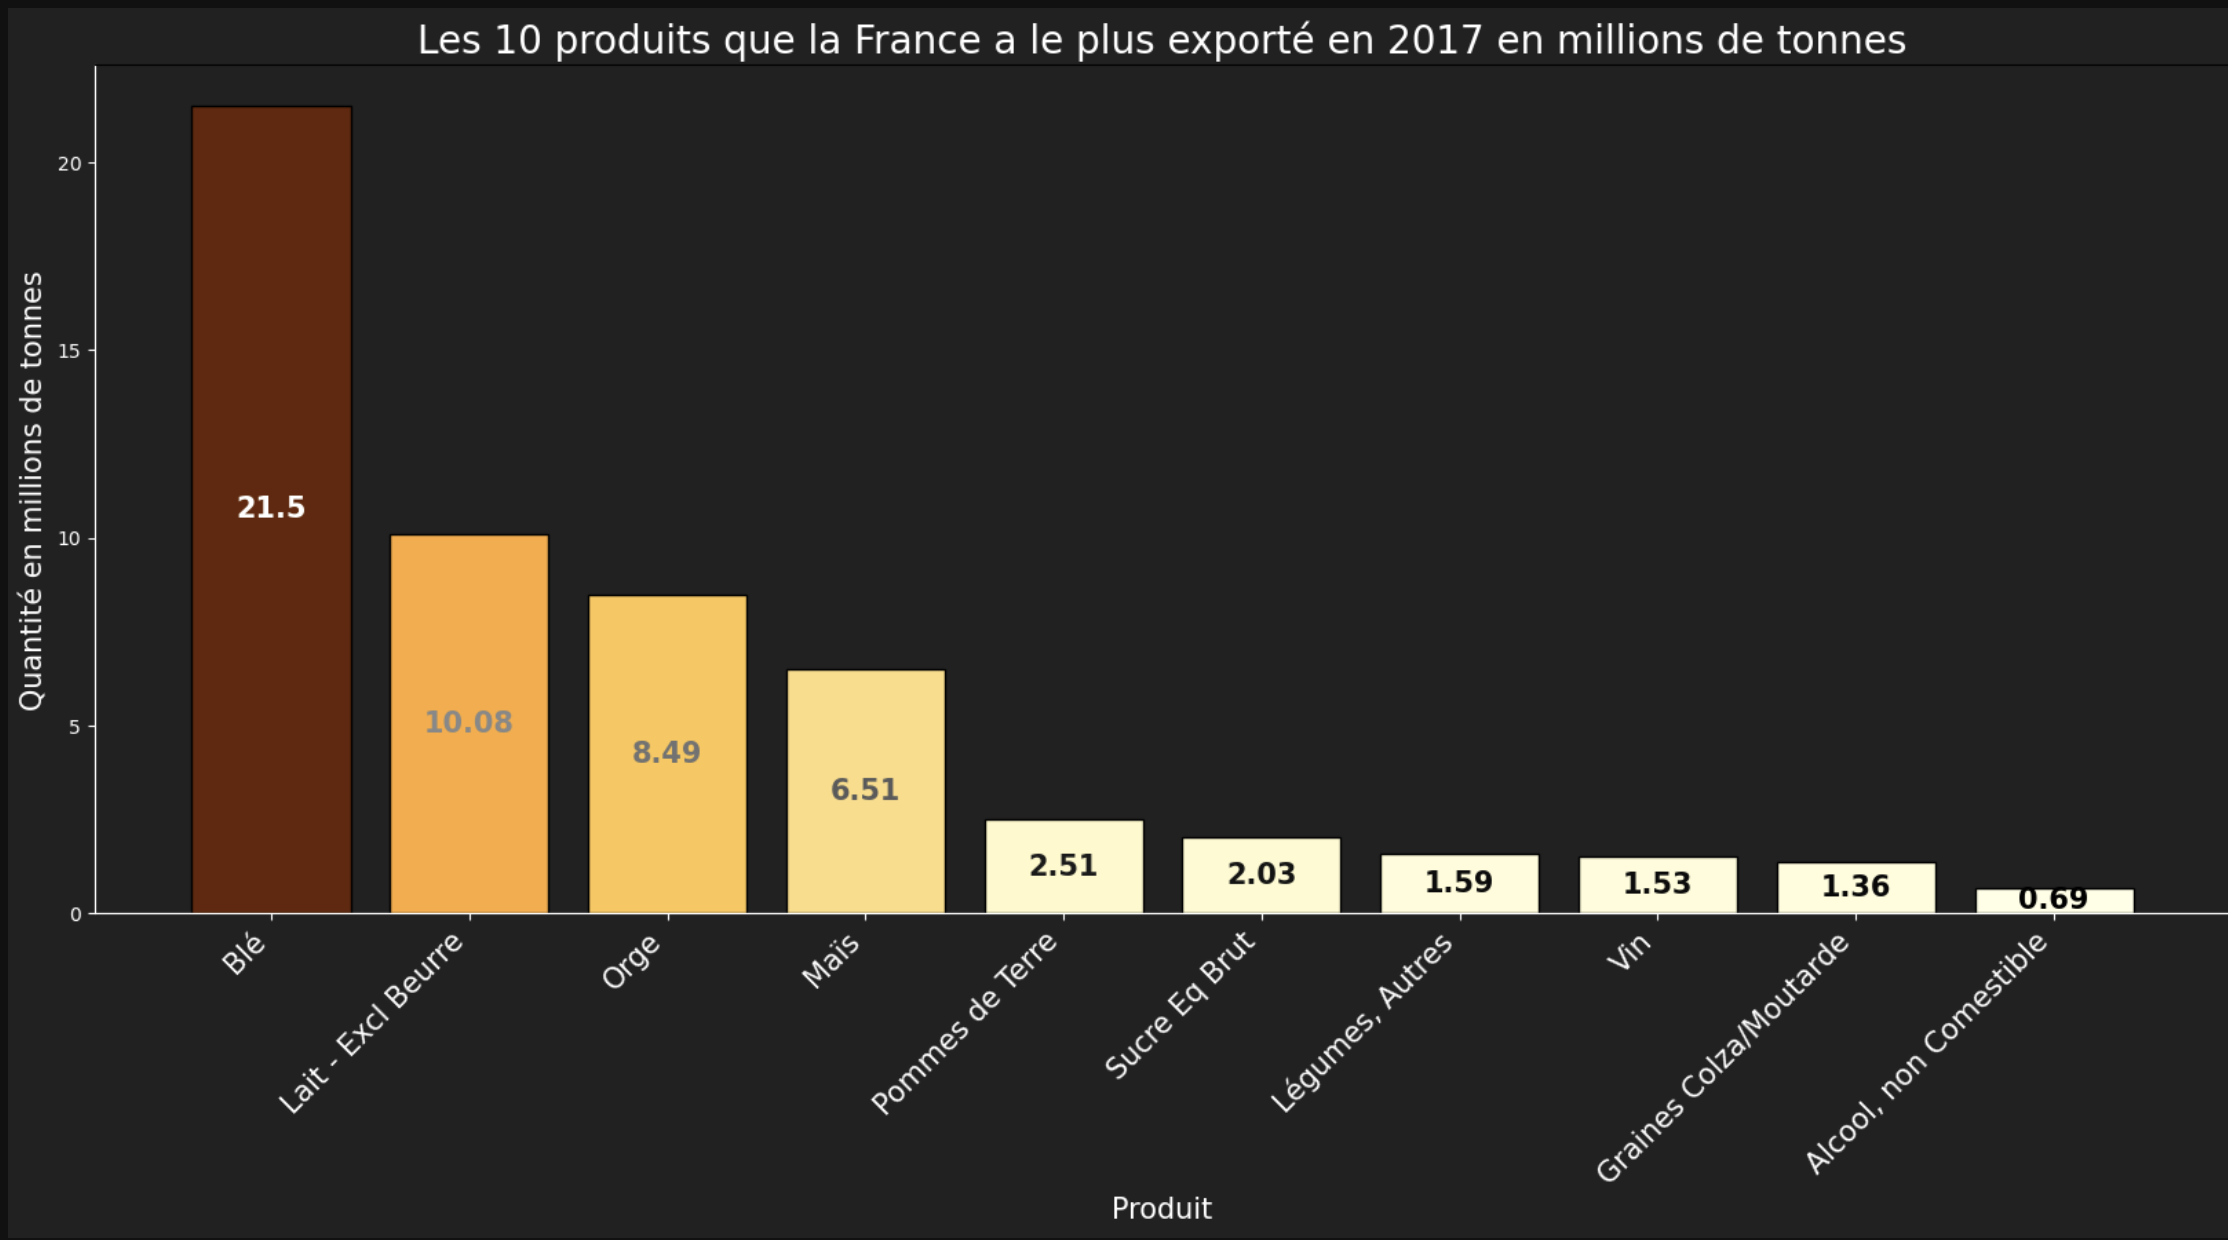 Les 10 produits que la France a le plus exporté en 2017 en millions de tonnes
Quantité en millions de tonnes
20
15
10
5
0
21.5
10.08
8.49
6.51
2.51
2.03
1.59
1.53
1.36
0.69
Blé
Lait - Excl Beurre
Orge
Maïs
Pommes de Terre
Sucre Eq Brut
Légumes, Autres
Vin
Graines Colza/Moutarde
Alcool, non Comestible
Produit